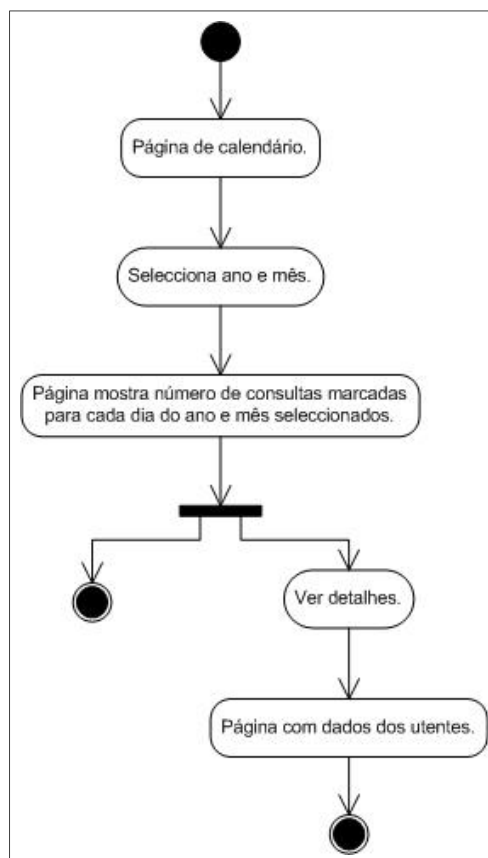 Página de calendário.
Selecciona ano e mês.
Página mostra número de consultas marcadas
para cada dia do ano e mês seleccionados.
Ver detalhes.
Página com dados dos utentes.